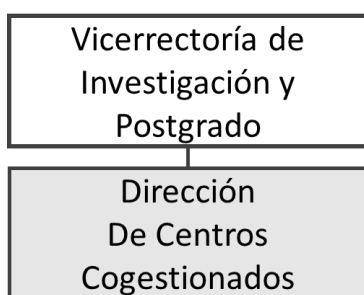 Vicerrectoría de
Investigación y
Postgrado
Dirección
De Centros
Cogestionados